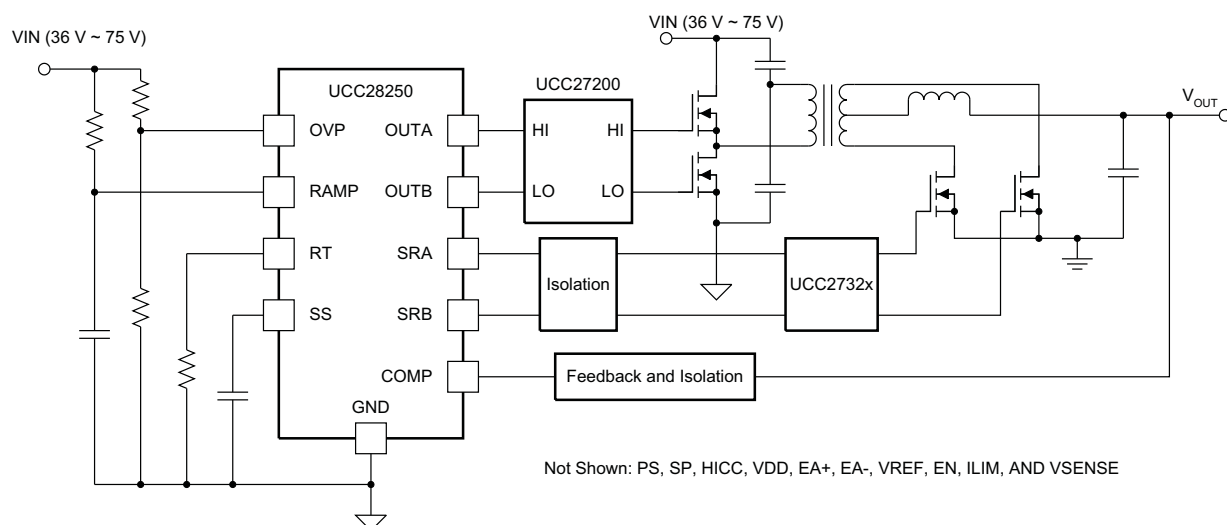 VIN (36 V ~ 75 V)
VIN (36 V ~ 75 V)
UCC28250
UCC27200
VOUT
OVP
OUTA
HI
HI
RAMP
OUTB
LO
LO
RT
SRA
Isolation
UCC2732x
SS
SRB
COMP
Feedback and Isolation
GND
Not Shown: PS, SP, HICC, VDD, EA+, EA-, VREF, EN, ILIM, AND VSENSE